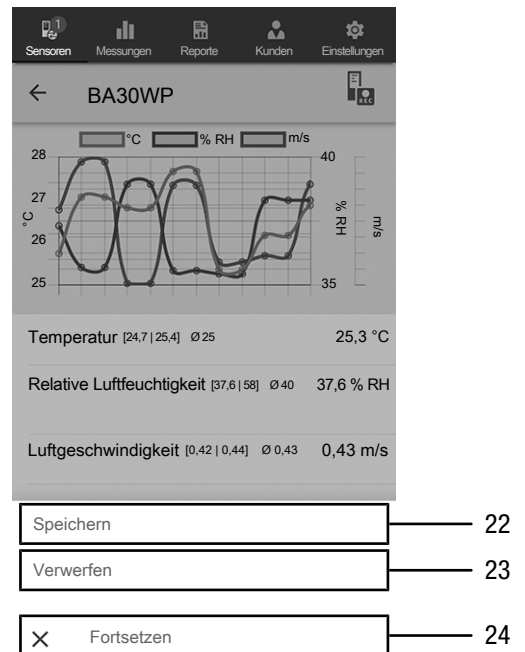 1
Sensoren Messungen Reporte Kunden Einstellungen
BA30WP
REC
°C % RH m/s
28 40
27
26
25 35
°C
% RH
m/s
Temperatur [24,7 | 25,4] Ø 25 25,3 °C
Relative Luftfeuchtigkeit [37,6 | 58] Ø 40 37,6 % RH
Luftgeschwindigkeit [0,42 | 0,44] Ø 0,43 0,43 m/s
Speichern 22
Verwerfen 23
Fortsetzen 24